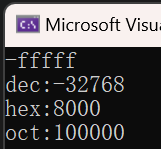 Microsoft Visua
-fffff
dec:-32768
hex:8000
oct:100000